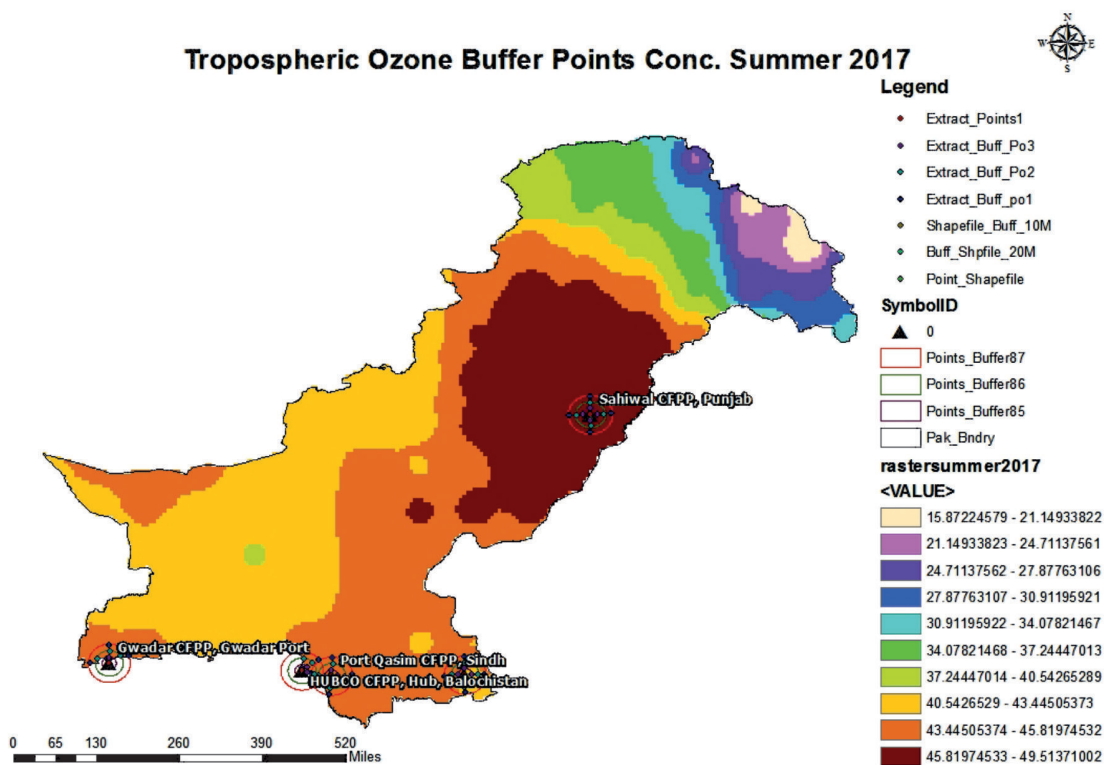 Tropospheric Ozone Buffer Points Conc. Summer 2017
N
W E
S
Legend
Extract_Points1
Extract_Buff_Po3
Extract_Buff_Po2
Extract_Buff_po1
Shapefile_Buff_10M
Buff_Shpfile_20M
Point_Shapefile
SymbolID
0
Points_Buffer87
Points_Buffer86
Points_Buffer85
Pak_Bndry
rastersummer2017
<VALUE>
15.87224579 - 21.14933822
21.14933823 - 24.71137561
24.71137562 - 27.87763106
27.87763107 - 30.91195921
30.91195922 - 34.07821467
34.07821468 - 37.24447013
37.24447014 - 40.54265289
40.5426529 - 43.44505373
43.44505374 - 45.81974532
45.81974533 - 49.51371002
Sahiwal CFPP, Punjab
Gwadar CFPP, Gwadar Port
Port Qasim CFPP, Sindh
HUBCO CFPP, Hub, Balochistan
0 65 130 260 390 520
Miles